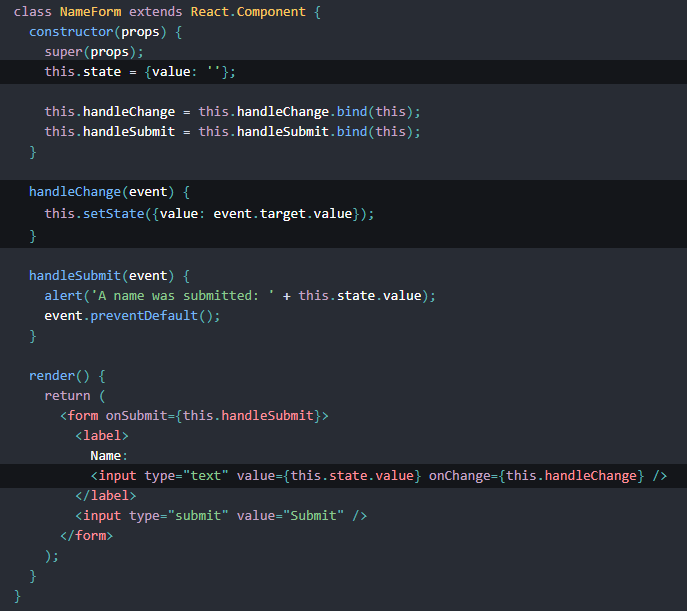 class NameForm extends React.Component {
  constructor(props) {
    super(props);
    this.state = {value: ''};

    this.handleChange = this.handleChange.bind(this);
    this.handleSubmit = this.handleSubmit.bind(this);
  }

  handleChange(event) {
    this.setState({value: event.target.value});
  }

  handleSubmit(event) {
    alert('A name was submitted: ' + this.state.value);
    event.preventDefault();
  }

  render() {
    return (
      <form onSubmit={this.handleSubmit}>
        <label>
          Name:
          <input type="text" value={this.state.value} onChange={this.handleChange} />
        </label>
        <input type="submit" value="Submit" />
      </form>
    );
  }
}